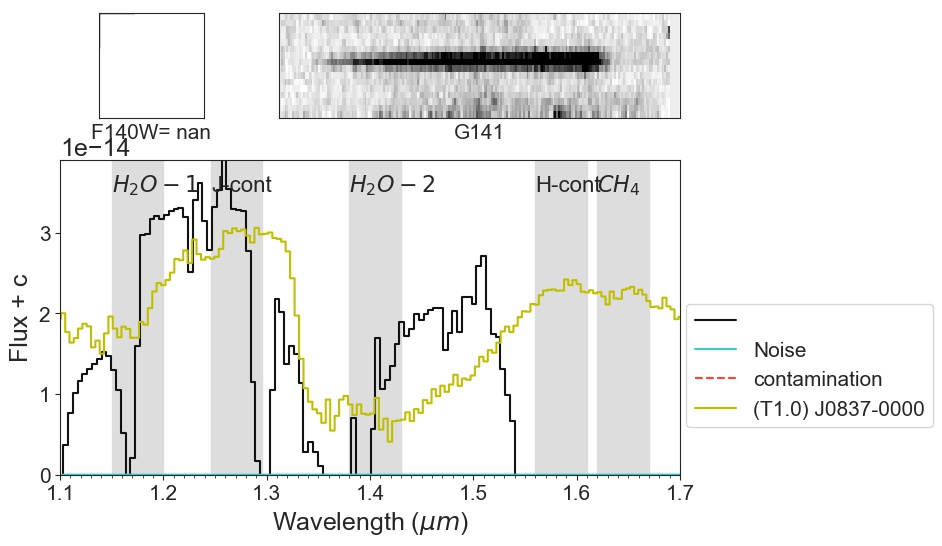 F140W= nan
G141
1e−14
H₂O − 1
J-cont
H₂O − 2
H-cont
CH₄
3
2
1
0
Flux + c
1.1 1.2 1.3 1.4 1.5 1.6 1.7
Wavelength (μm)
Noise
contamination
(T1.0) J0837-0000